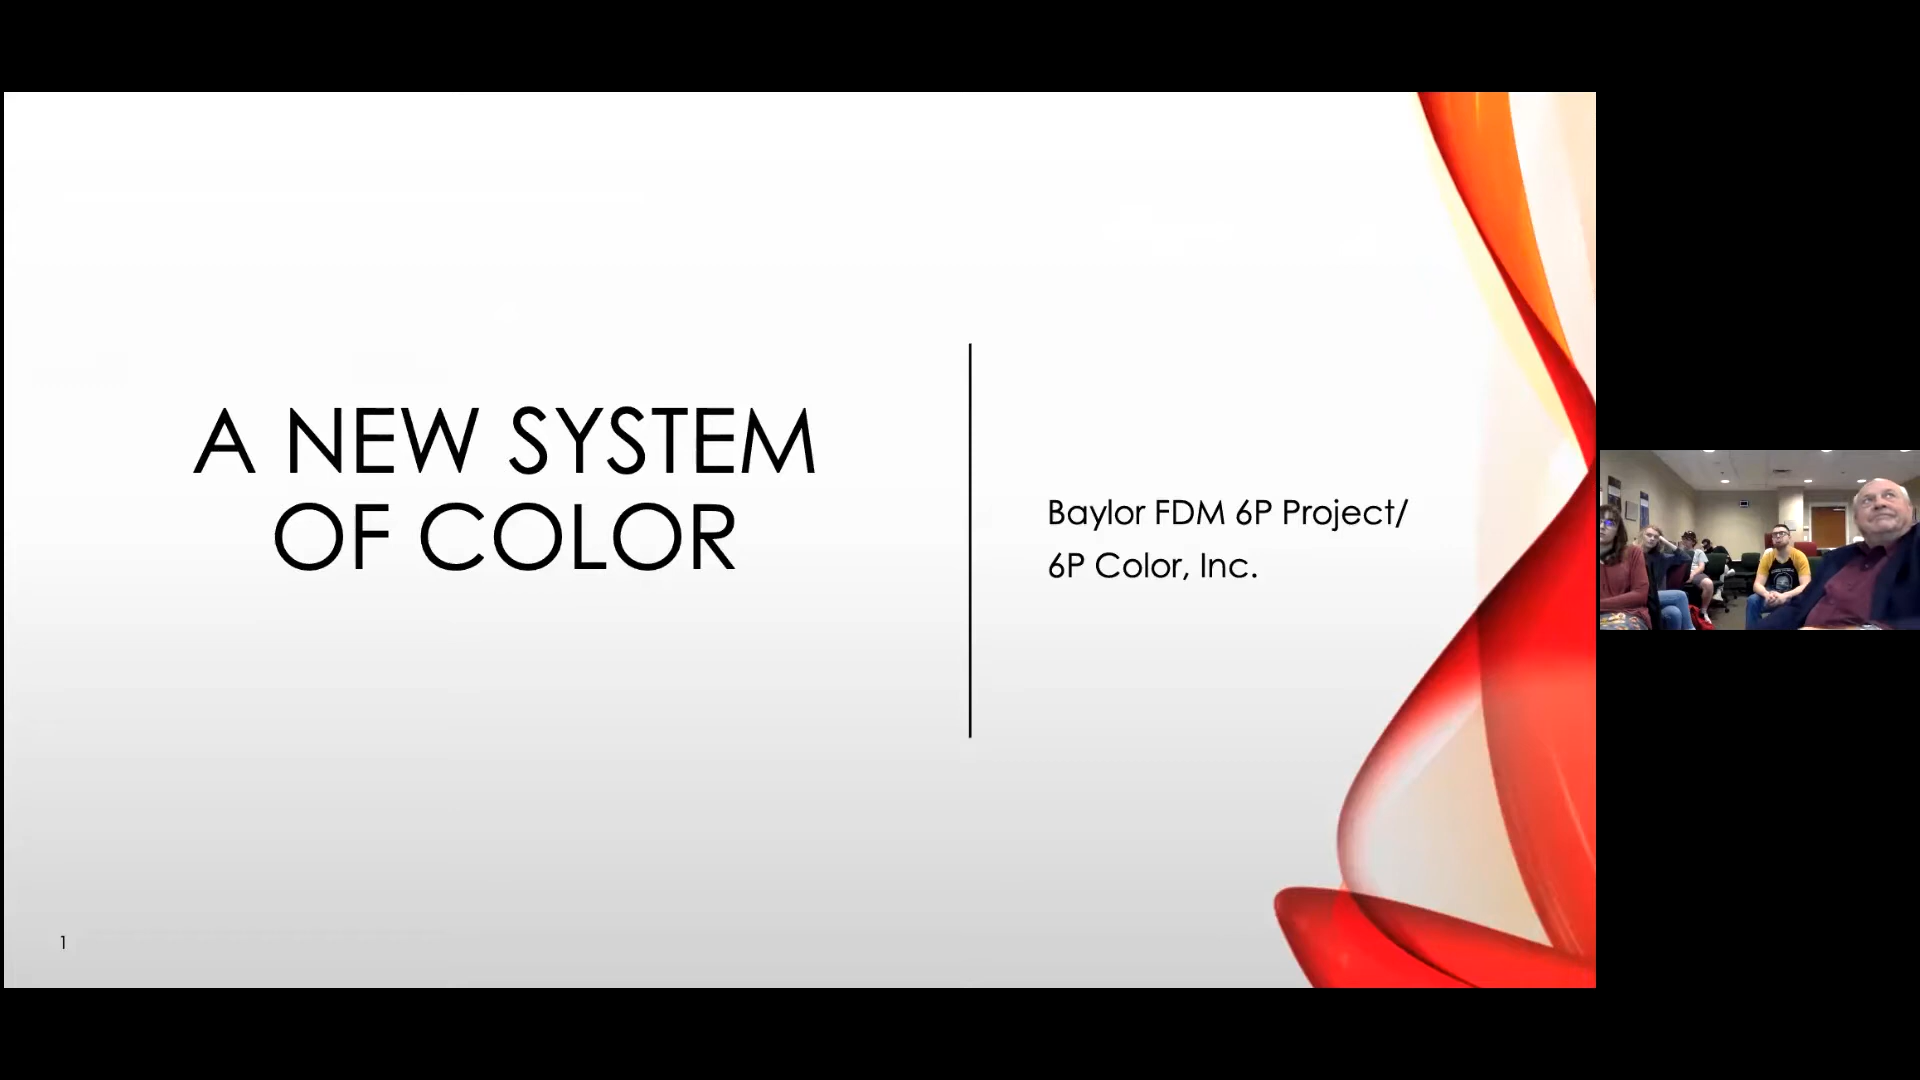 A NEW SYSTEM
OF COLOR
Baylor FDM 6P Project/
6P Color, Inc.
1